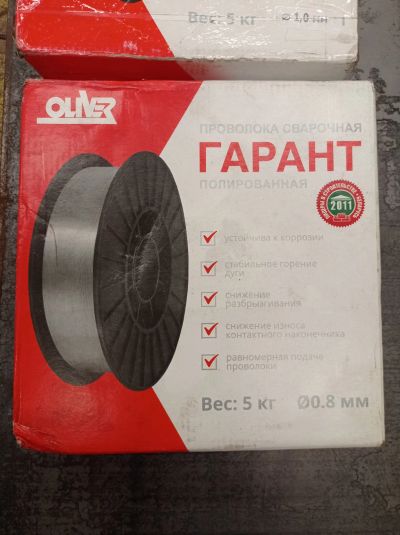 Вес: 5 кг
OLIVER
ПРОВОЛОКА СВАРОЧНАЯ
ГАРАНТ
ПОЛИРОВАННАЯ
2011
устойчива к коррозии
стабильное горение
дуги
снижение
разбрызгивания
снижение износа
контактного наконечника
равномерная подача
проволоки
Вес: 5 кг Ø0.8 мм